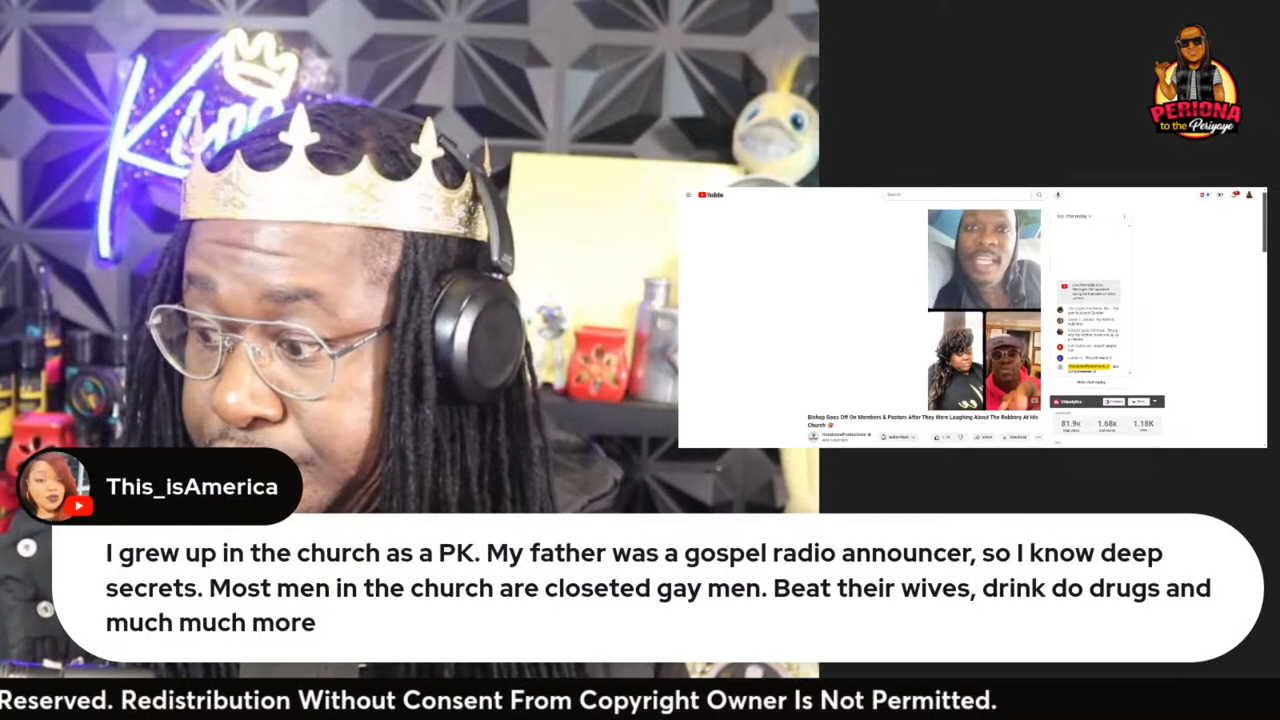 King
PERIONA
to the Periyaye
YouTube
Search
Bishop Goes Off On Members & Pastors After They Were Laughing About The Robbery At His
Church
81.9K
1.68K
1.18K
This_isAmerica
I grew up in the church as a PK. My father was a gospel radio announcer, so I know deep
secrets. Most men in the church are closeted gay men. Beat their wives, drink do drugs and
much much more
Reserved. Redistribution Without Consent From Copyright Owner Is Not Permitted.